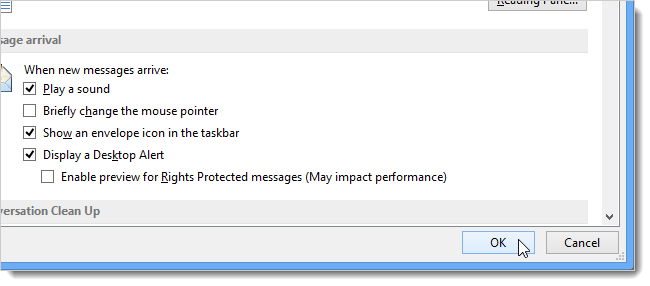 Reading Pane...
sage arrival
When new messages arrive:
Play a sound
Briefly change the mouse pointer
Show an envelope icon in the taskbar
Display a Desktop Alert
Enable preview for Rights Protected messages (May impact performance)
versation Clean Up
OK
Cancel